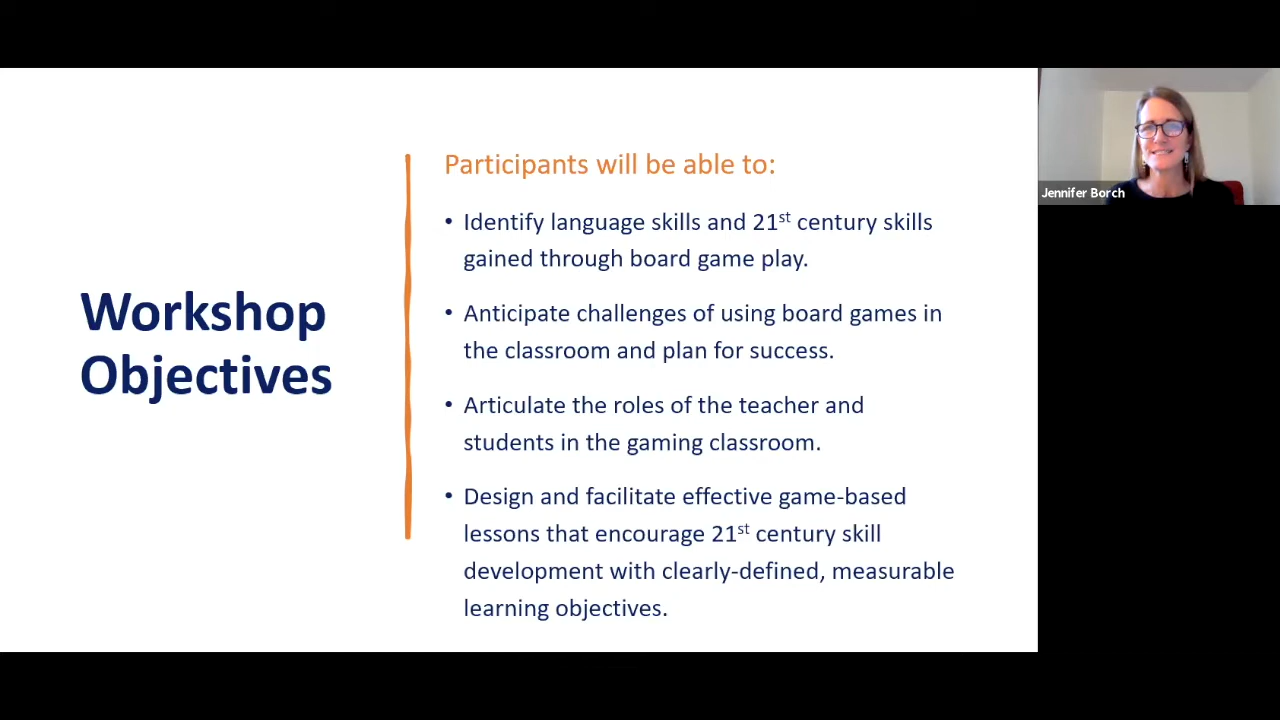 Workshop
Objectives
Participants will be able to:
• Identify language skills and 21st century skills
gained through board game play.
• Anticipate challenges of using board games in
the classroom and plan for success.
• Articulate the roles of the teacher and
students in the gaming classroom.
• Design and facilitate effective game-based
lessons that encourage 21st century skill
development with clearly-defined, measurable
learning objectives.
Jennifer Borch